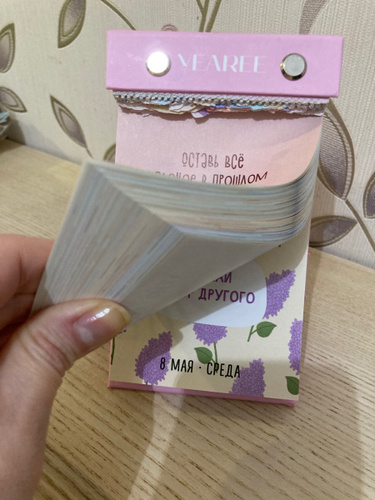 YEAREE
ОСТАВЬ ВСЁ
В ПРОШЛОМ
ДРУГОГО
8 МАЯ · СРЕДА